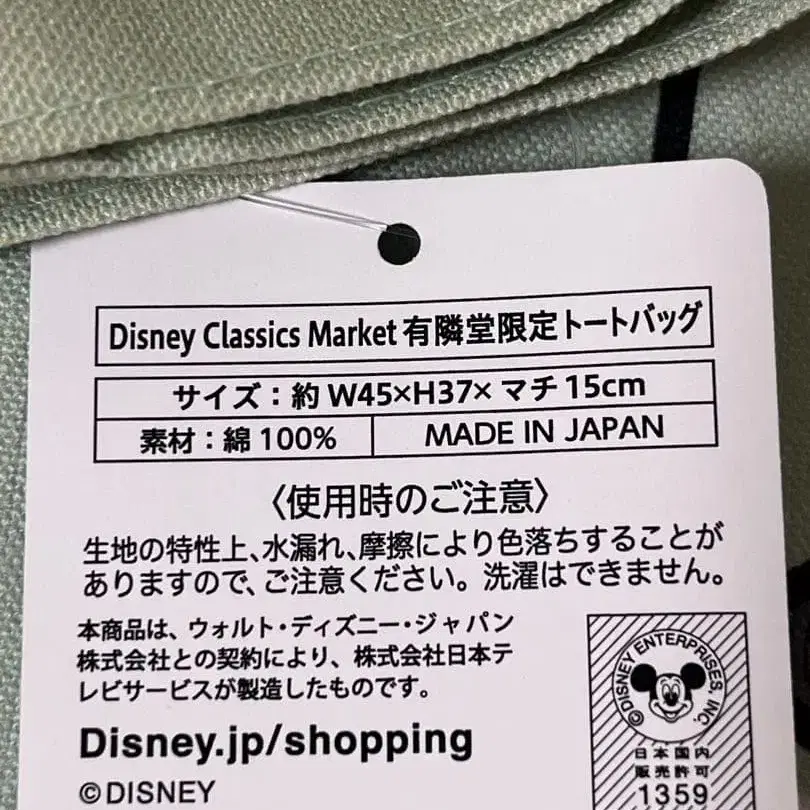 Disney Classics Market 有隣堂限定トートバッグ
サイズ：約 W45×H37× マチ 15cm
素材：綿 100%
MADE IN JAPAN
〈使用時のご注意〉
生地の特性上、水漏れ、摩擦により色落ちすることが
ありますので、ご注意ください。洗濯はできません。
本商品は、ウォルト・ディズニー・ジャパン
株式会社との契約により、株式会社日本テ
レビサービスが製造したものです。
Disney.jp/shopping
©DISNEY
©DISNEY ENTERPRISES, INC.
日本国内
販売許可
1359